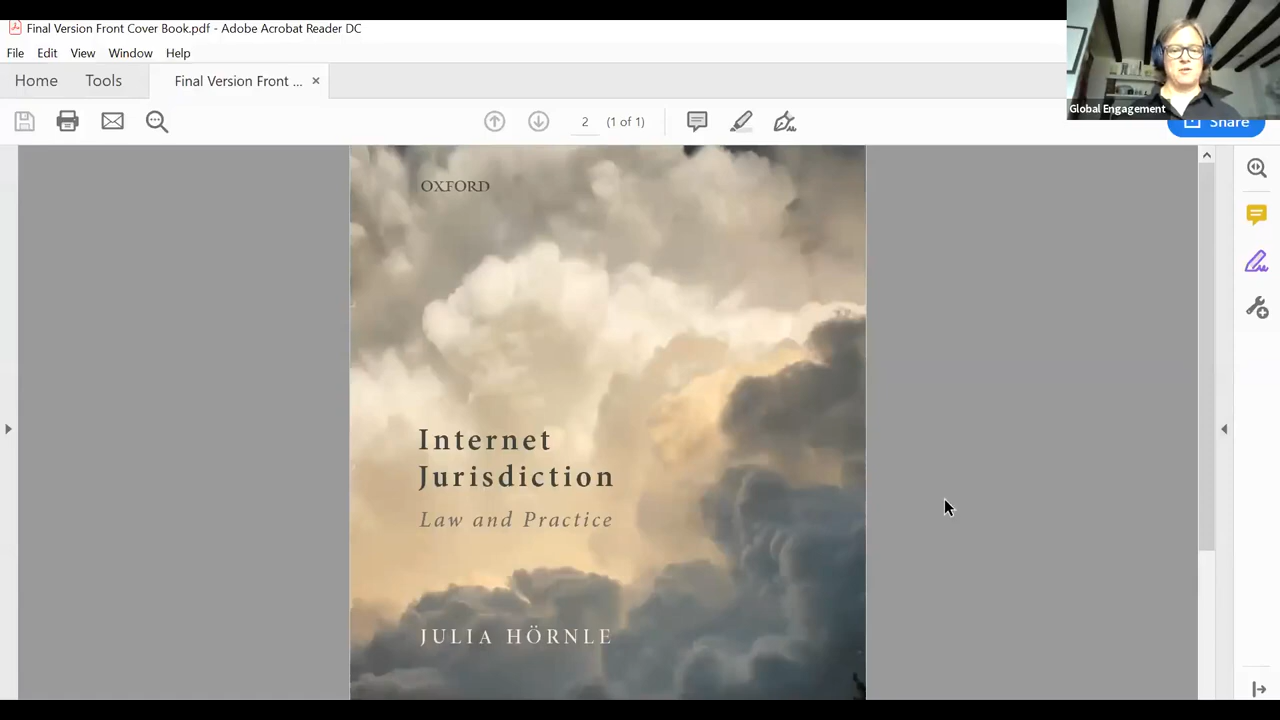 Final Version Front Cover Book.pdf - Adobe Acrobat Reader DC
File Edit View Window Help
Home Tools Final Version Front ... ×
2 (1 of 1)
Share
Global Engagement
OXFORD
Internet
Jurisdiction
Law and Practice
JULIA HÖRNLE